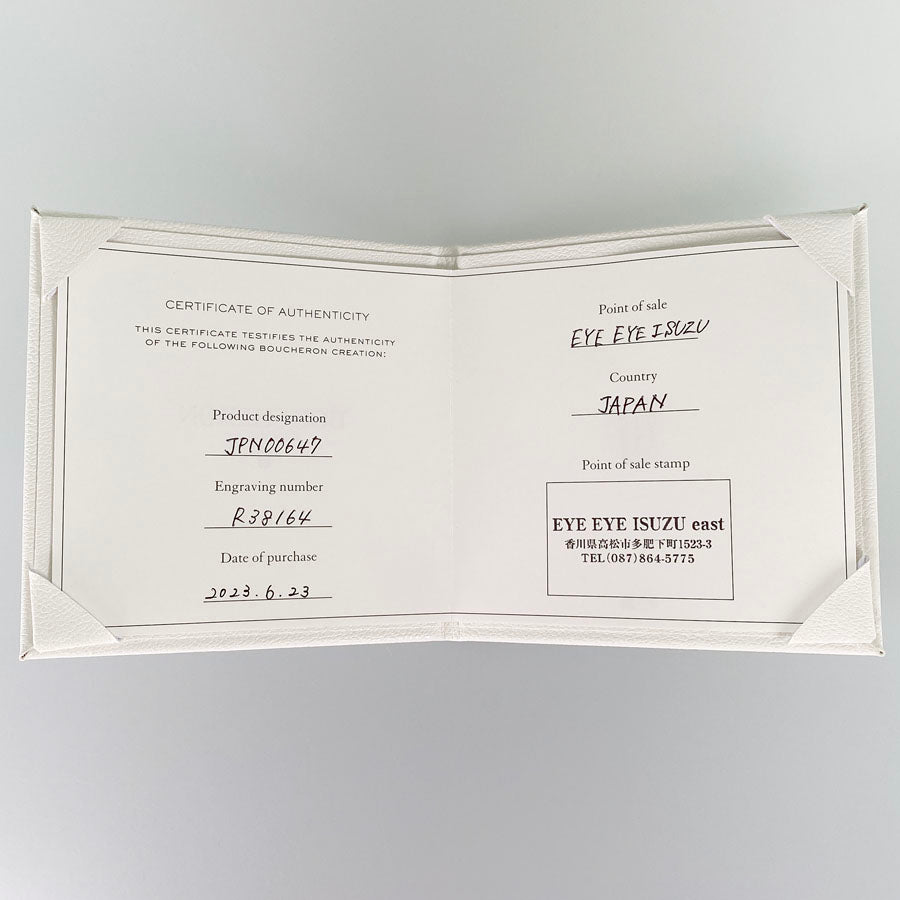 CERTIFICATE OF AUTHENTICITY
THIS CERTIFICATE TESTIFIES THE AUTHENTICITY
OF THE FOLLOWING BOUCHERON CREATION:
Product designation
JPN00647
Engraving number
R38164
Date of purchase
2023.6.23
Point of sale
EYE EYE ISUZU
Country
JAPAN
Point of sale stamp
EYE EYE ISUZU east
香川県高松市多肥下町1523-3
TEL(087)864-5775